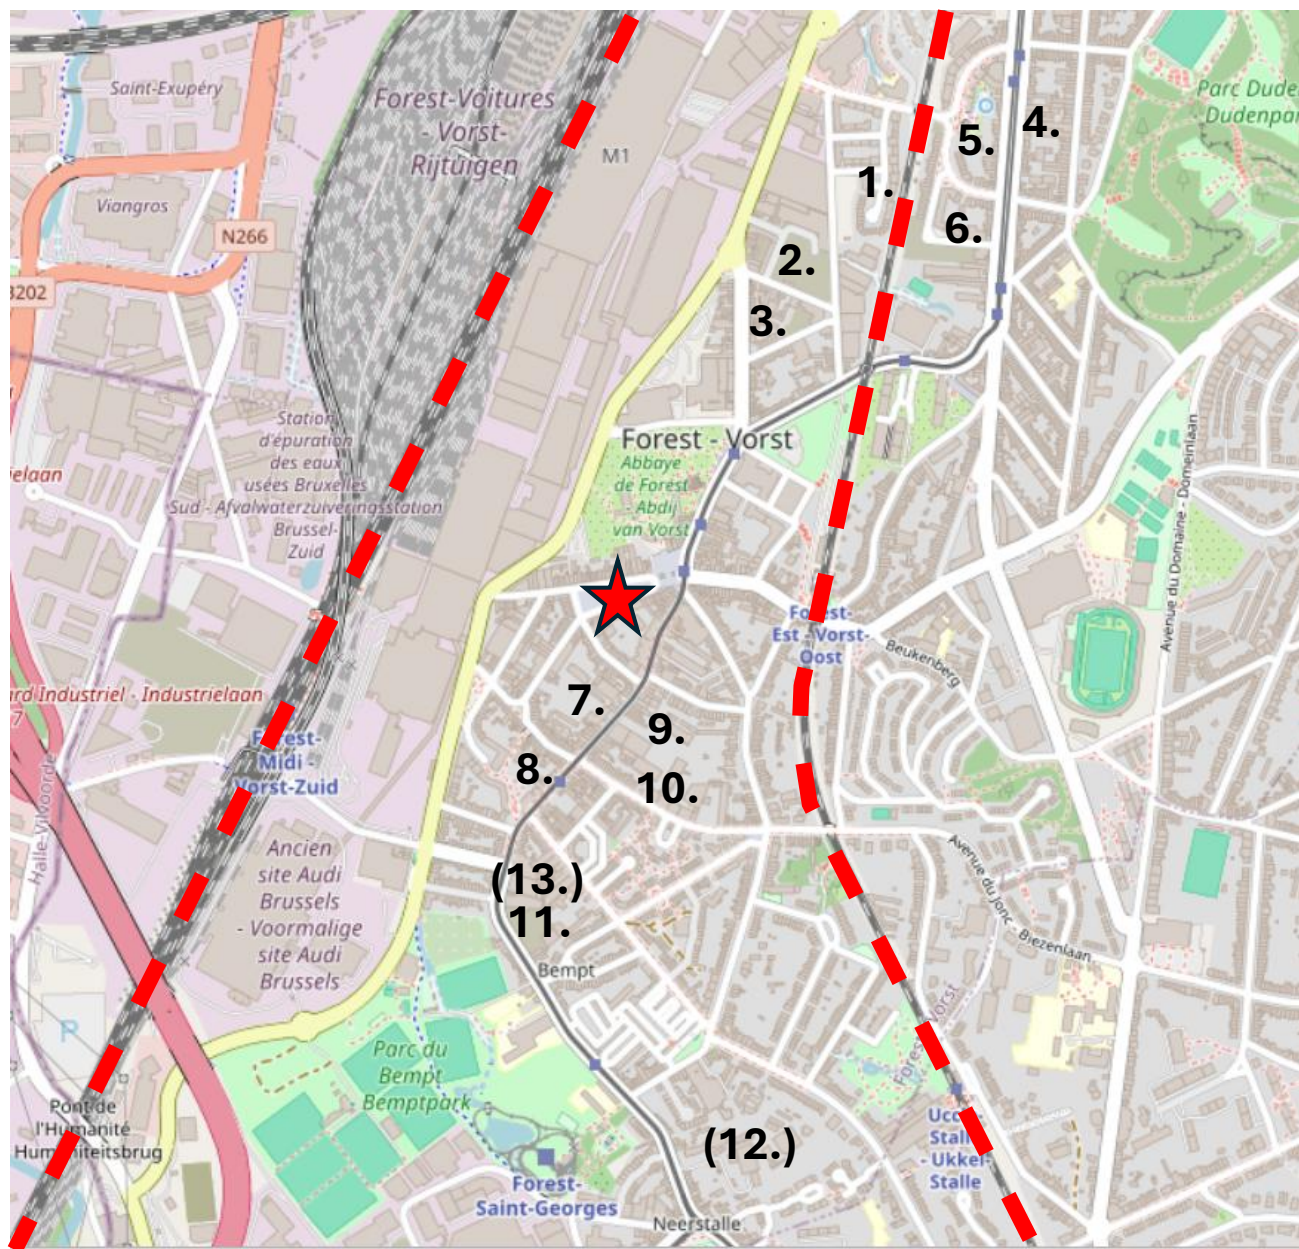 Saint-Exupéry
Forest-Voitures
- Vorst-
Rijtuigen
M1
Parc Dude
Dudenpar
4.
5.
1.
Viangros
N266
6.
2.
3202
3.
Station
d'épuration
des eaux
usées Bruxelles
Sud - Afvalwaterzuiveringsstation
Brussel-
Zuid
Forest - Vorst
Abbaye
de Forest
- Abdij
van Vorst
ielaan
Avenue du Domaine - Domeinlaan
Forest-
Est - Vorst-
Oost
Beukenberg
ard Industriel - Industrielaan
7
Forest-
Midi -
Vorst-Zuid
7.
9.
8.
10.
Halle-Vilvoorde
Ancien
site Audi
Brussels
- Voormalige
site Audi
Brussels
(13.)
11.
Avenue du Jonc - Biezenlaan
Bempt
P
Parc du
Bempt
Bemptpark
Forest - Vorst
Pont de
l'Humanité
Humaniteitsbrug
Uccle-
Stalle
- Ukkel-
Stalle
(12.)
Forest-
Saint-Georges
Neerstalle